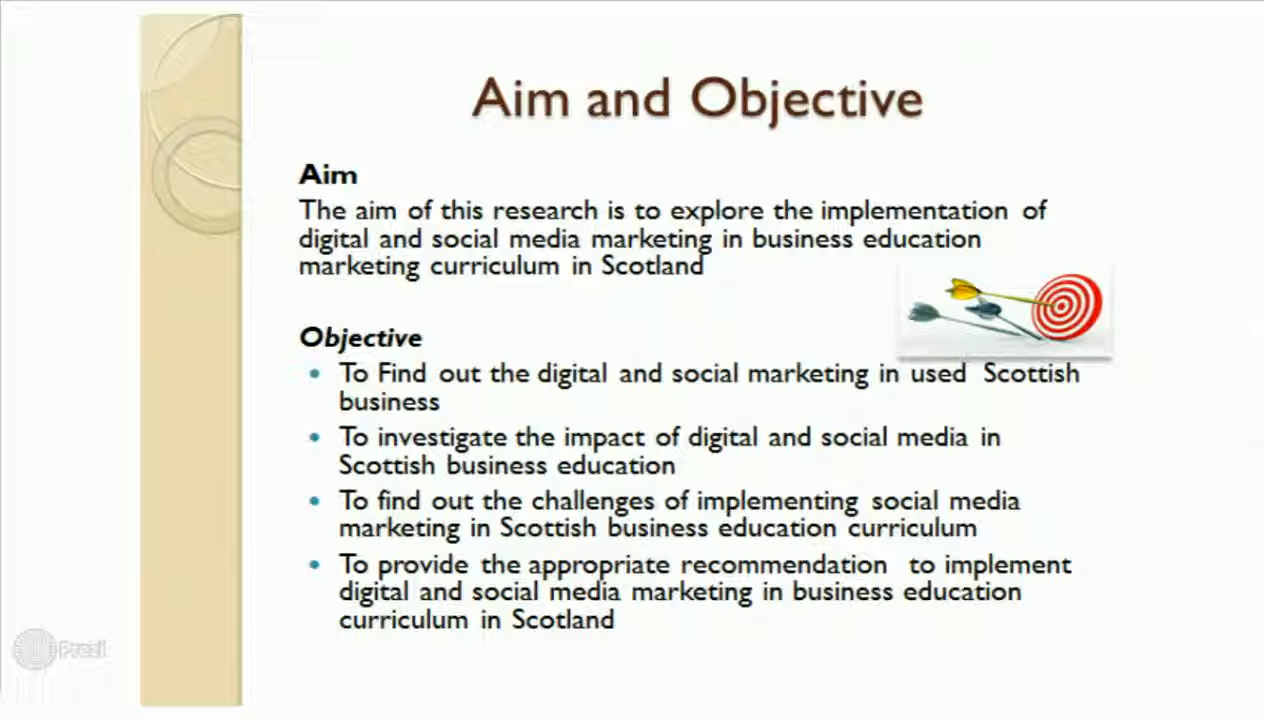 Aim and Objective
Aim
The aim of this research is to explore the implementation of
digital and social media marketing in business education
marketing curriculum in Scotland
Objective
• To Find out the digital and social marketing in used Scottish
business
• To investigate the impact of digital and social media in
Scottish business education
• To find out the challenges of implementing social media
marketing in Scottish business education curriculum
• To provide the appropriate recommendation to implement
digital and social media marketing in business education
curriculum in Scotland
Prezi